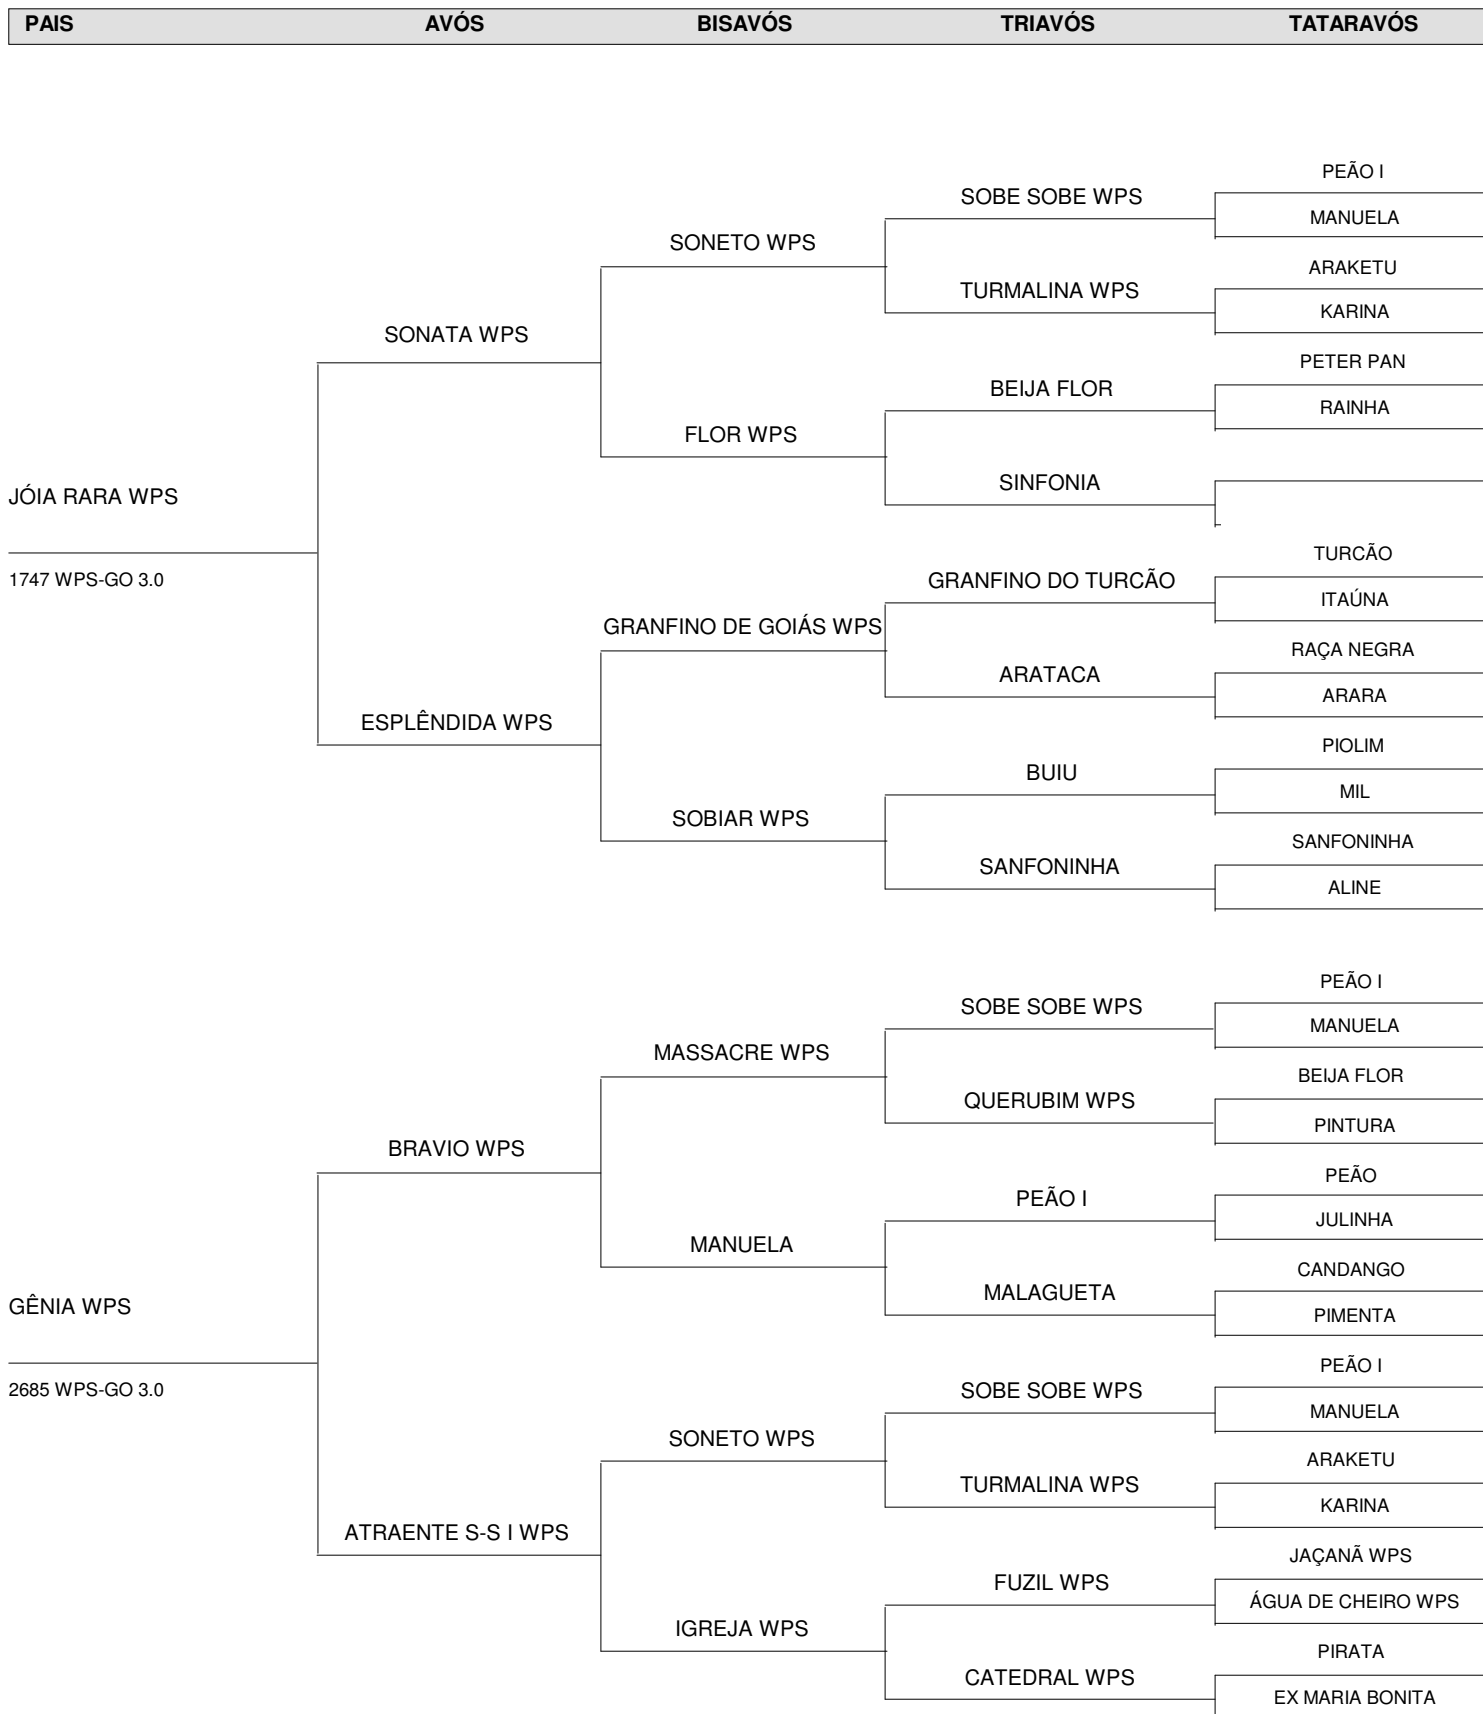 PAIS AVÓS BISAVÓS TRIAVÓS TATARAVÓS
PEÃO I
SOBE SOBE WPS
MANUELA
SONETO WPS
ARAKETU
TURMALINA WPS
KARINA
SONATA WPS
PETER PAN
BEIJA FLOR
RAINHA
FLOR WPS
SINFONIA
JÓIA RARA WPS
TURCÃO
1747 WPS-GO 3.0
GRANFINO DO TURCÃO
ITAÚNA
GRANFINO DE GOIÁS WPS
RAÇA NEGRA
ARATACA
ARARA
ESPLÊNDIDA WPS
PIOLIM
BUIU
MIL
SOBIAR WPS
SANFONINHA
SANFONINHA
ALINE
PEÃO I
SOBE SOBE WPS
MANUELA
MASSACRE WPS
BEIJA FLOR
QUERUBIM WPS
PINTURA
BRAVIO WPS
PEÃO
PEÃO I
JULINHA
MANUELA
CANDANGO
MALAGUETA
GÊNIA WPS
PIMENTA
PEÃO I
2685 WPS-GO 3.0
SOBE SOBE WPS
MANUELA
SONETO WPS
ARAKETU
TURMALINA WPS
KARINA
ATRAENTE S-S I WPS
JAÇANÃ WPS
FUZIL WPS
ÁGUA DE CHEIRO WPS
IGREJA WPS
PIRATA
CATEDRAL WPS
EX MARIA BONITA